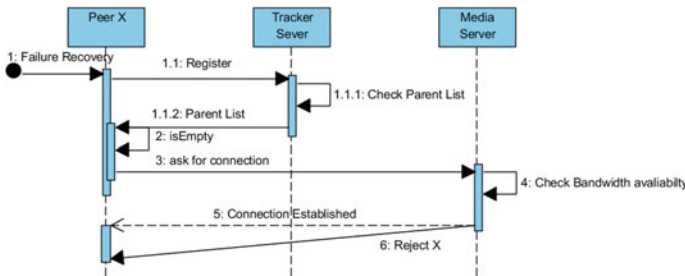 Peer X
Tracker
Sever
Media
Server
1: Failure Recovery
1.1: Register
1.1.1: Check Parent List
1.1.2: Parent List
2: isEmpty
3: ask for connection
4: Check Bandwidth avaliabilty
5: Connection Established
6: Reject X